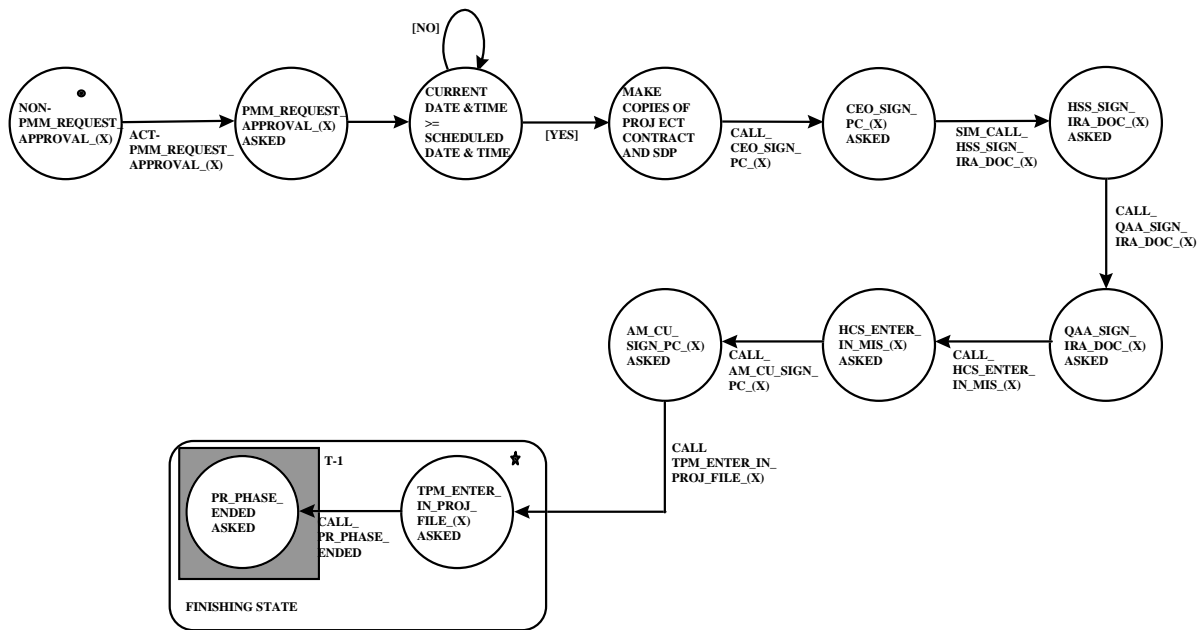 [NO]
NON-
PMM_REQUEST_
APPROVAL_(X)
ACT-
PMM_REQUEST_
APPROVAL_(X)
PMM_REQUEST_
APPROVAL_(X)
ASKED
CURRENT
DATE &TIME
>=
SCHEDULED
DATE & TIME
[YES]
MAKE
COPIES OF
PROJ ECT
CONTRACT
AND SDP
CALL_
CEO_SIGN_
PC_(X)
CEO_SIGN_
PC_(X)
ASKED
SIM_CALL_
HSS_SIGN_
IRA_DOC_(X)
HSS_SIGN_
IRA_DOC_(X)
ASKED
CALL_
QAA_SIGN_
IRA_DOC_(X)
QAA_SIGN_
IRA_DOC_(X)
ASKED
CALL_
HCS_ENTER_
IN_MIS_(X)
HCS_ENTER_
IN_MIS_(X)
ASKED
CALL_
AM_CU_SIGN_
PC_(X)
AM_CU_
SIGN_PC_(X)
ASKED
CALL
TPM_ENTER_IN_
PROJ_FILE_(X)
TPM_ENTER_
IN_PROJ_
FILE_(X)
ASKED
CALL_
PR_PHASE_
ENDED
T-1
PR_PHASE_
ENDED
ASKED
FINISHING STATE